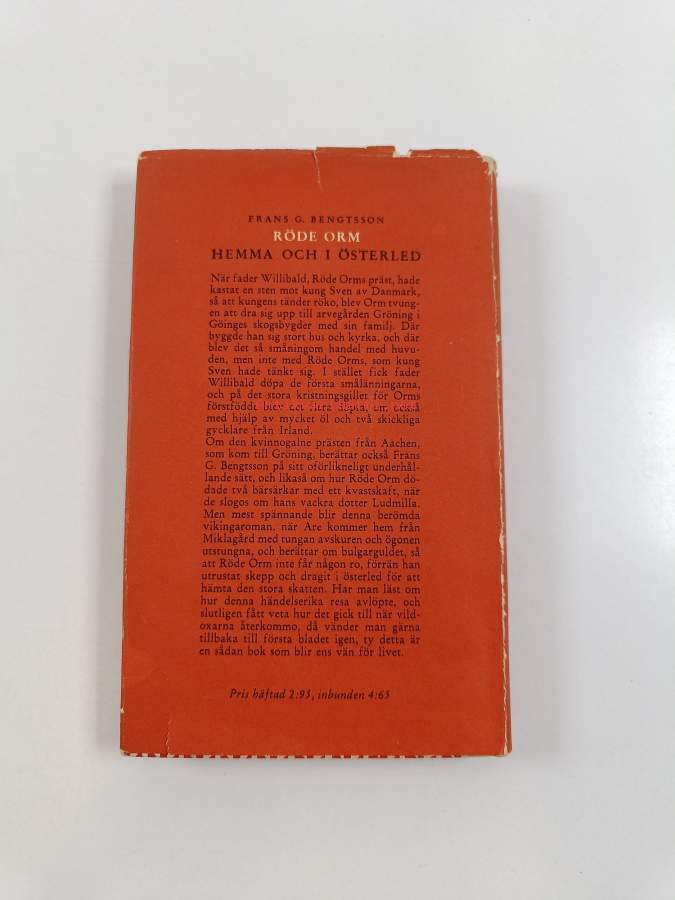 FRANS G. BENGTSSON
RÖDE ORM
HEMMA OCH I ÖSTERLED
När fader Willibald, Röde Orms präst, hade
kastat en sten mot kung Sven av Danmark,
så att kungens tänder röko, blev Orm tvung-
en att dra sig upp till arvegården Gröning i
Göinges skogsbygder med sin familj. Där
byggde han sig stort hus och kyrka, och där
blev det så småningom handel med huvu-
den, men inte med Röde Orms, som kung
Sven hade tänkt sig. I stället fick fader
Willibald döpa de första smålänningarna,
och på det stora kristningsgillet för Orms
förstfödde blev det flera döpta, om också
med hjälp av mycket öl och två skickliga
gycklare från Irland.
Om den kvinnogalne prästen från Aachen,
som kom till Gröning, berättar också Frans
G. Bengtsson på sitt oförlikneligt underhål-
lande sätt, och likaså om hur Röde Orm dö-
dade två bärsärkar med ett kvastskaft, när
de slogos om hans vackra dotter Ludmilla.
Men mest spännande blir denna berömda
vikingaroman, när Are kommer hem från
Miklagård med tungan avskuren och ögonen
utstungna, och berättar om bulgarguldet, så
att Röde Orm inte får någon ro, förrän han
utrustat skepp och dragit i österled för att
hämta den stora skatten. Har man läst om
hur denna händelserika resa avlöpte, och
slutligen fått veta hur det gick till när vild-
oxarna återkommo, då vänder man gärna
tillbaka till första bladet igen, ty detta är
en sådan bok som blir ens vän för livet.
Pris häftad 2:95, inbunden 4:65